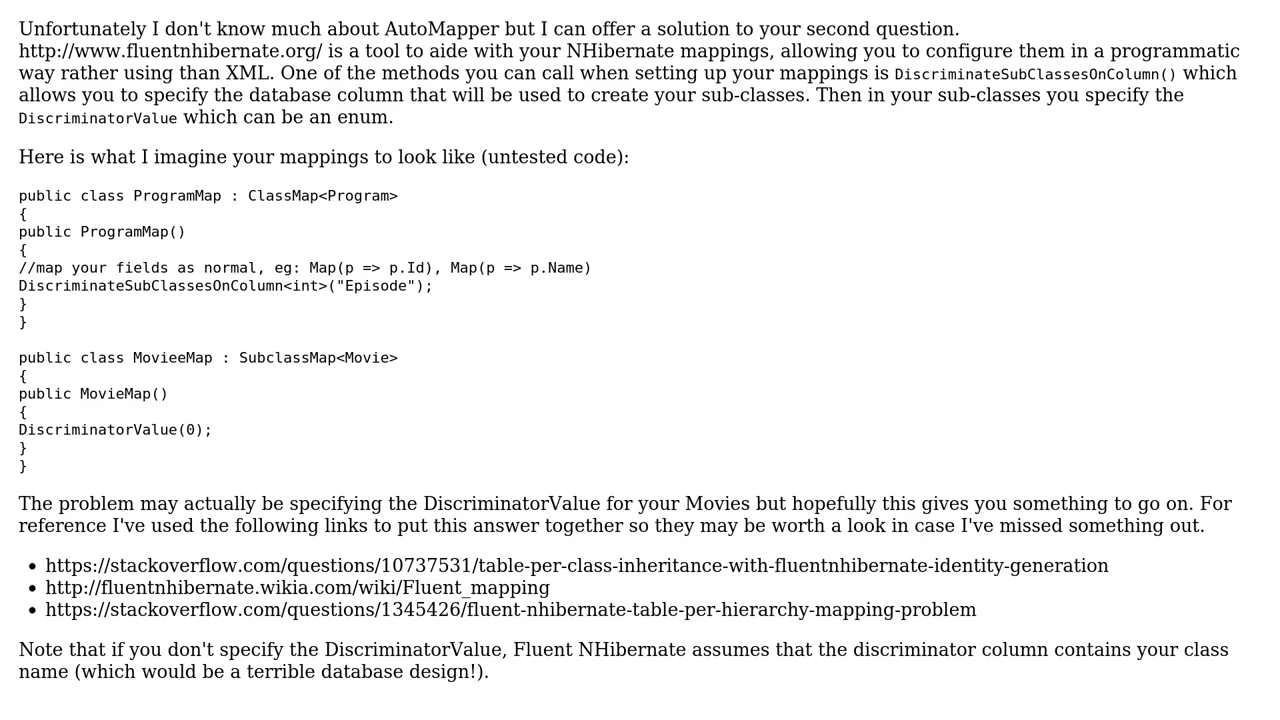 Unfortunately I don't know much about AutoMapper but I can offer a solution to your second question.
http://www.fluentnhibernate.org/ is a tool to aide with your NHibernate mappings, allowing you to configure them in a programmatic
way rather using than XML. One of the methods you can call when setting up your mappings is DiscriminateSubClassesOnColumn() which
allows you to specify the database column that will be used to create your sub-classes. Then in your sub-classes you specify the
DiscriminatorValue which can be an enum.
Here is what I imagine your mappings to look like (untested code):
public class ProgramMap : ClassMap<Program>
{
public ProgramMap()
{
//map your fields as normal, eg: Map(p => p.Id), Map(p => p.Name)
DiscriminateSubClassesOnColumn<int>("Episode");
}
}
public class MovieeMap : SubclassMap<Movie>
{
public MovieMap()
{
DiscriminatorValue(0);
}
}
The problem may actually be specifying the DiscriminatorValue for your Movies but hopefully this gives you something to go on. For
reference I've used the following links to put this answer together so they may be worth a look in case I've missed something out.
• https://stackoverflow.com/questions/10737531/table-per-class-inheritance-with-fluentnhibernate-identity-generation
• http://fluentnhibernate.wikia.com/wiki/Fluent_mapping
• https://stackoverflow.com/questions/1345426/fluent-nhibernate-table-per-hierarchy-mapping-problem
Note that if you don't specify the DiscriminatorValue, Fluent NHibernate assumes that the discriminator column contains your class
name (which would be a terrible database design!).